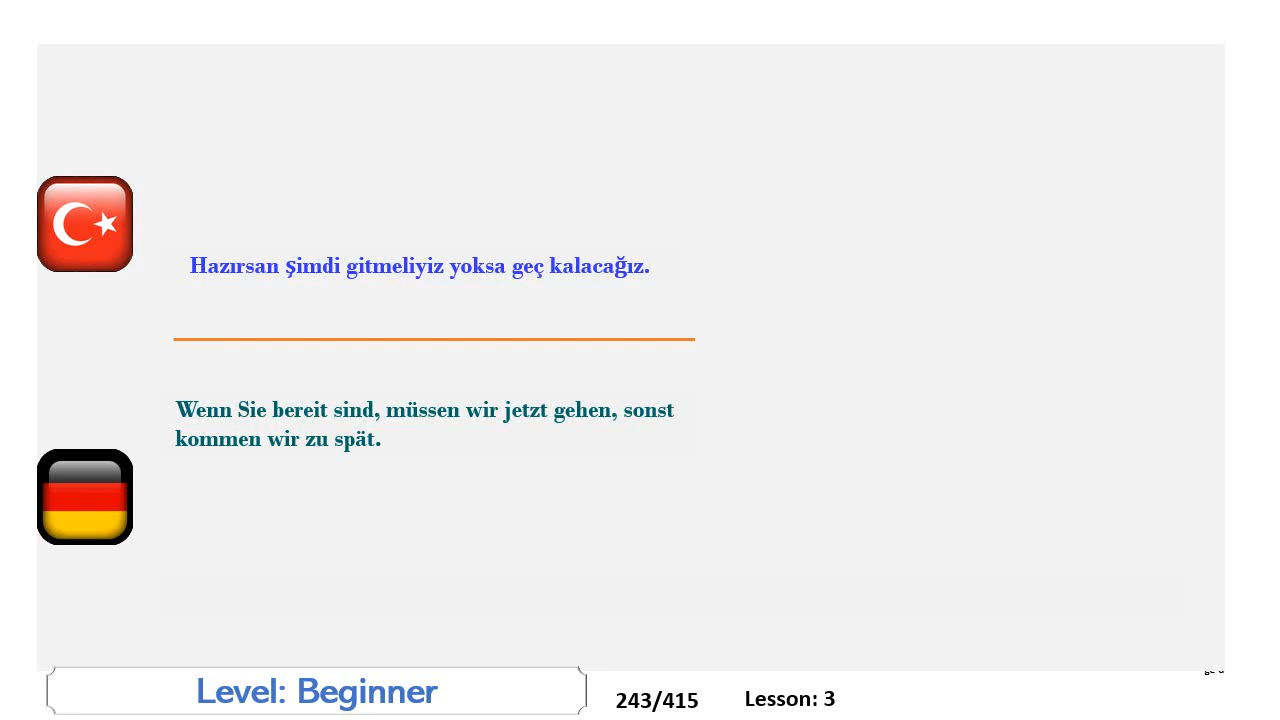 Hazırsan şimdi gitmeliyiz yoksa geç kalacağız.
Wenn Sie bereit sind, müssen wir jetzt gehen, sonst
kommen wir zu spät.
Level: Beginner
243/415
Lesson: 3